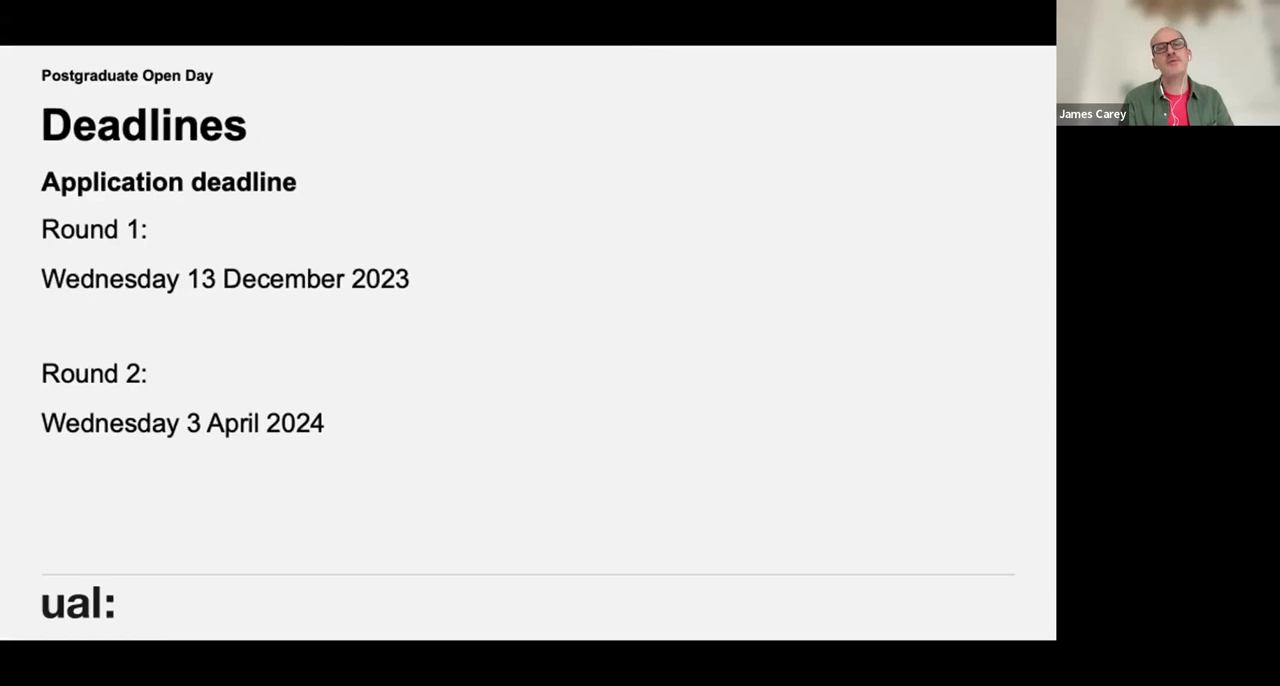 Postgraduate Open Day
Deadlines
Application deadline
Round 1:
Wednesday 13 December 2023
Round 2:
Wednesday 3 April 2024
ual:
James Carey